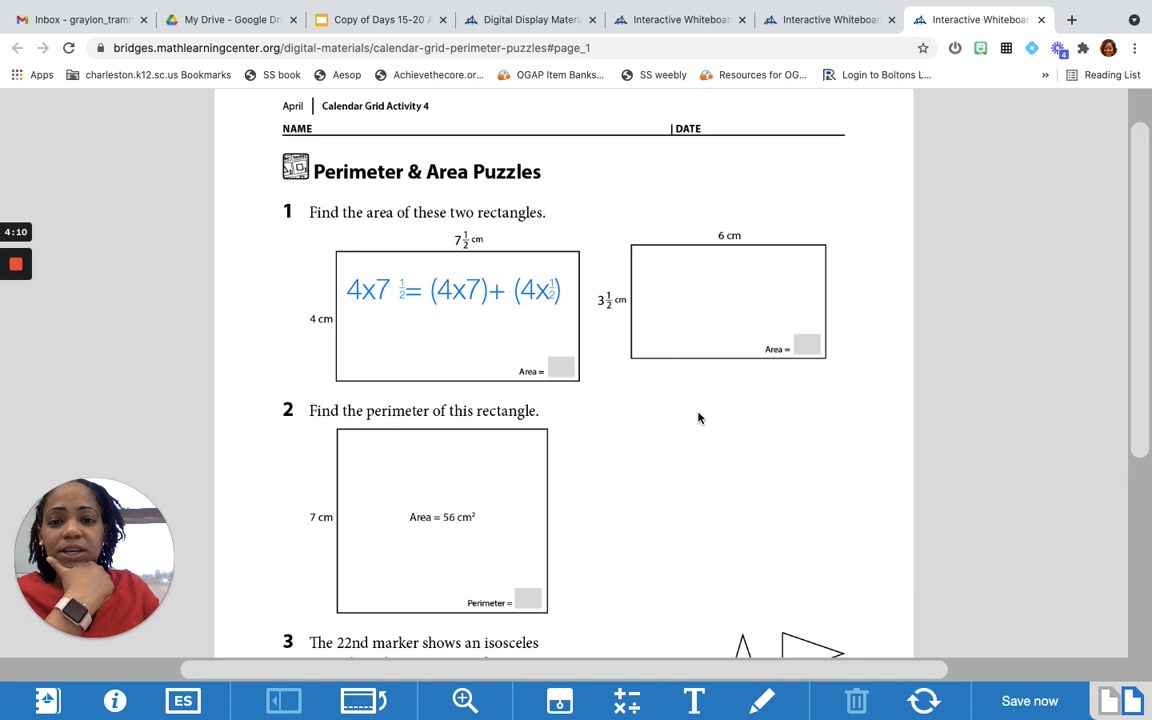 Inbox - graylon_tramm
My Drive - Google Dri
Copy of Days 15-20 A
Digital Display Materia
Interactive Whiteboar
Interactive Whiteboar
Interactive Whiteboar
bridges.mathlearningcenter.org/digital-materials/calendar-grid-perimeter-puzzles#page_1
4
Apps
charleston.k12.sc.us Bookmarks
SS book
Aesop
Achievethecore.or...
OGAP Item Banks...
SS weekly
Resources for OG...
Login to Boltons L...
»
Reading List
April | Calendar Grid Activity 4
NAME | DATE
Perimeter & Area Puzzles
1 Find the area of these two rectangles.
7 1/2 cm
4x7 1/2= (4x7)+ (4x1/2)
4 cm
Area =
6 cm
3 1/2 cm
Area =
2 Find the perimeter of this rectangle.
7 cm
Area = 56 cm²
Perimeter =
3 The 22nd marker shows an isosceles
4:10
ES
T
Save now